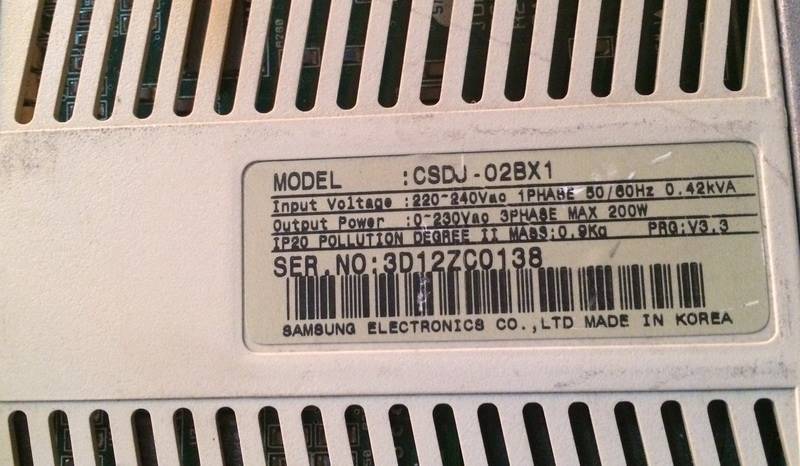 MODEL :CSDJ-02BX1
Input Voltage :220~240Vac 1PHASE 50/60Hz 0.42kVA
Output Power :0~230Vac 3PHASE MAX 200W
IP20 POLLUTION DEGREE II MASS:0.9Kg PRG:V3.3
SER.NO:3D12ZC0138
SAMSUNG ELECTRONICS CO.,LTD MADE IN KOREA